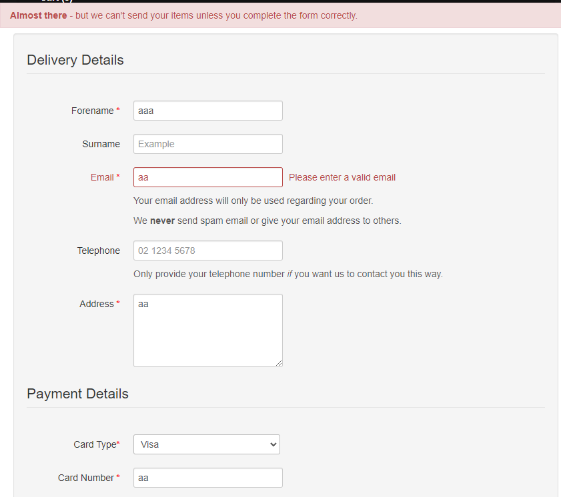 Almost there - but we can't send your items unless you complete the form correctly.
Delivery Details
Forename * aaa
Surname Example
Email * aa Please enter a valid email
Your email address will only be used regarding your order.
We never send spam email or give your email address to others.
Telephone 02 1234 5678
Only provide your telephone number if you want us to contact you this way.
Address * aa
Payment Details
Card Type* Visa
Card Number * aa